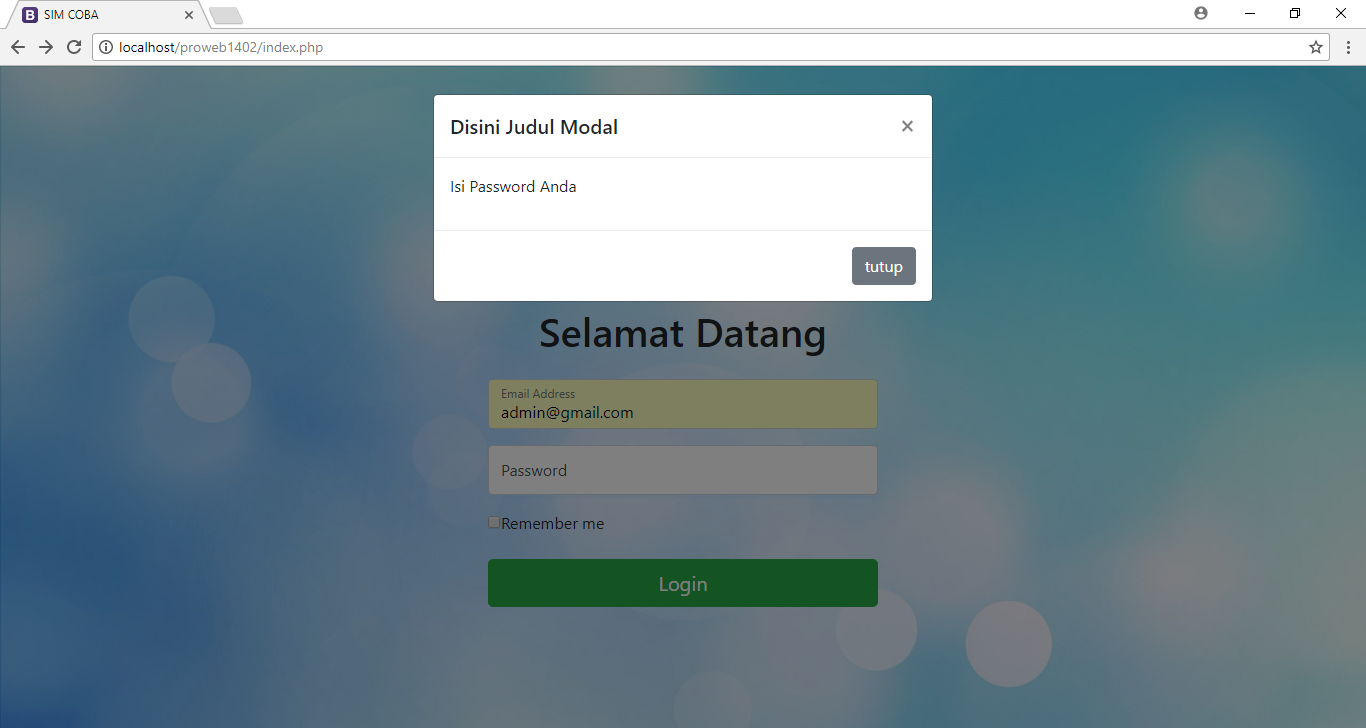 SIM COBA
localhost/proweb1402/index.php
Disini Judul Modal
×
Isi Password Anda
tutup
Selamat Datang
Email Address
admin@gmail.com
Password
Remember me
Login